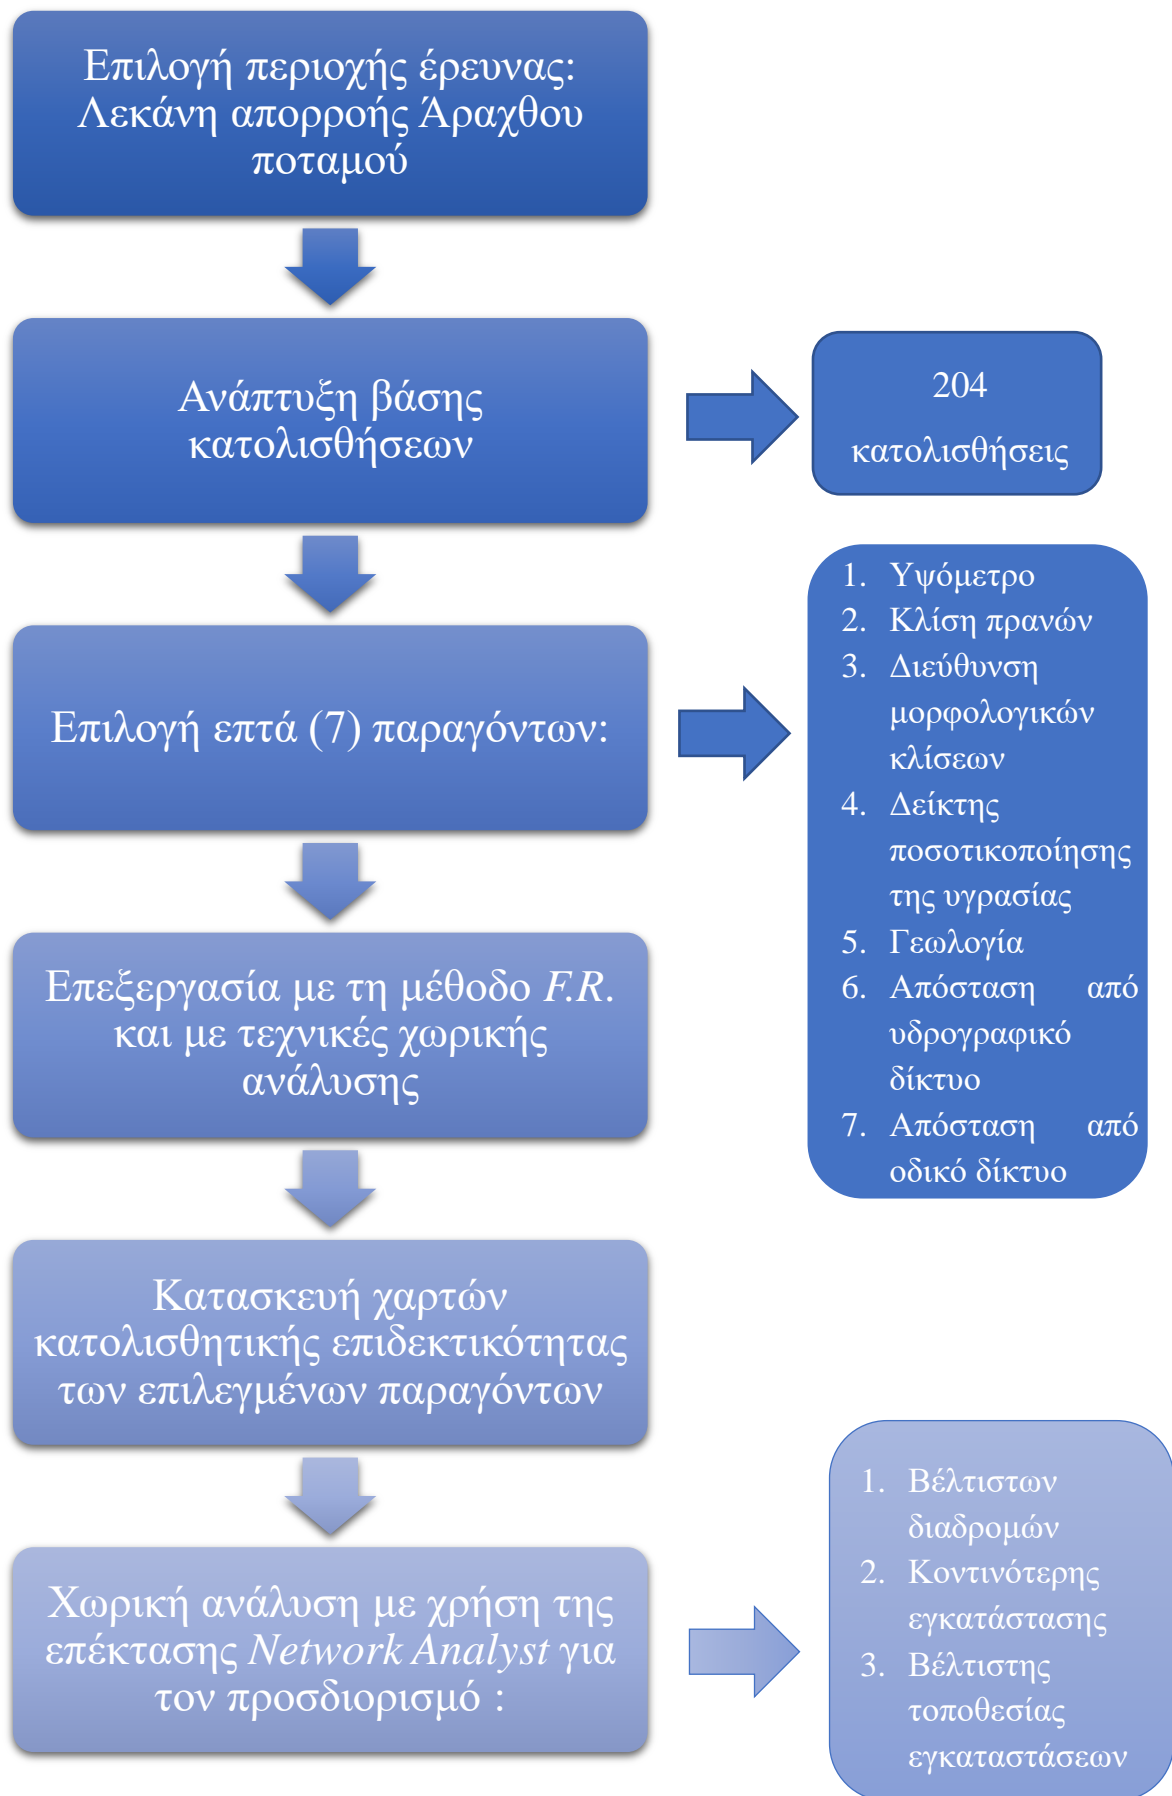 Επιλογή περιοχής έρευνας:
Λεκάνη απορροής Άραχθου
ποταμού
Ανάπτυξη βάσης
κατολισθήσεων
204
κατολισθήσεις
Επιλογή επτά (7) παραγόντων:
1. Υψόμετρο
2. Κλίση πρανών
3. Διεύθυνση
μορφολογικών
κλίσεων
4. Δείκτης
ποσοτικοποίησης
της υγρασίας
5. Γεωλογία
6. Απόσταση από
υδρογραφικό
δίκτυο
7. Απόσταση από
οδικό δίκτυο
Επεξεργασία με τη μέθοδο F.R.
και με τεχνικές χωρικής
ανάλυσης
Κατασκευή χαρτών
κατολισθητικής επιδεκτικότητας
των επιλεγμένων παραγόντων
Χωρική ανάλυση με χρήση της
επέκτασης Network Analyst για
τον προσδιορισμό :
1. Βέλτιστων
διαδρομών
2. Κοντινότερης
εγκατάστασης
3. Βέλτιστης
τοποθεσίας
εγκαταστάσεων